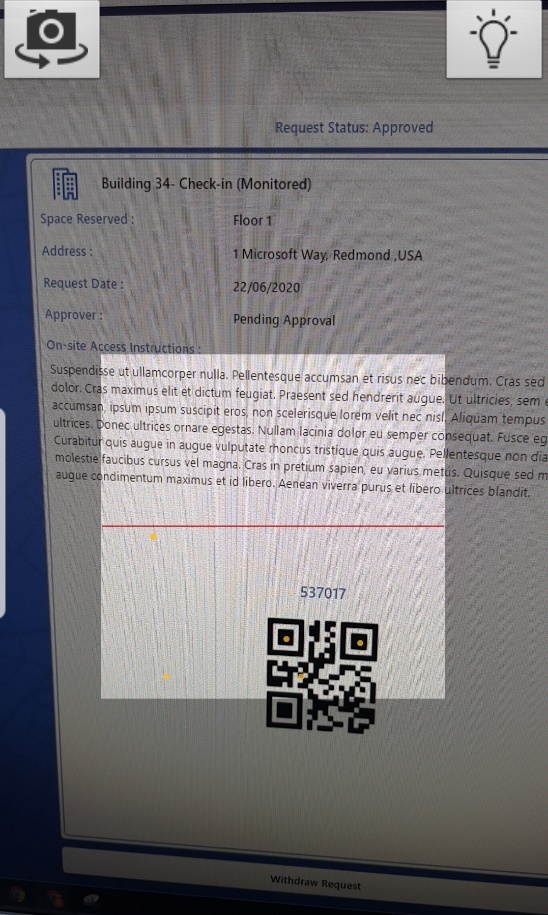 Request Status: Approved
Building 34- Check-in (Monitored)
Space Reserved :
Floor 1
Address :
1 Microsoft Way, Redmond ,USA
Request Date :
22/06/2020
Approver :
Pending Approval
On-site Access Instructions :
Suspendisse ut ullamcorper nulla. Pellentesque accumsan et risus nec bibendum. Cras sed
dolor. Cras maximus elit et dictum feugiat. Praesent sed hendrerit augue. Ut ultricies, sem
accumsan, ipsum ipsum suscipit eros, non scelerisque lorem velit nec nisl. Aliquam tempus
ultrices. Donec ultrices ornare egestas. Nullam lacinia dolor eu semper consequat. Fusce
Curabitur quis augue in augue vulputate rhoncus tristique quis augue. Pellentesque non
molestie faucibus cursus vel magna. Cras in pretium sapien, eu varius metus. Quisque sed
augue condimentum maximus et id libero. Aenean viverra purus et libero ultrices blandit.
537017
Withdraw Request